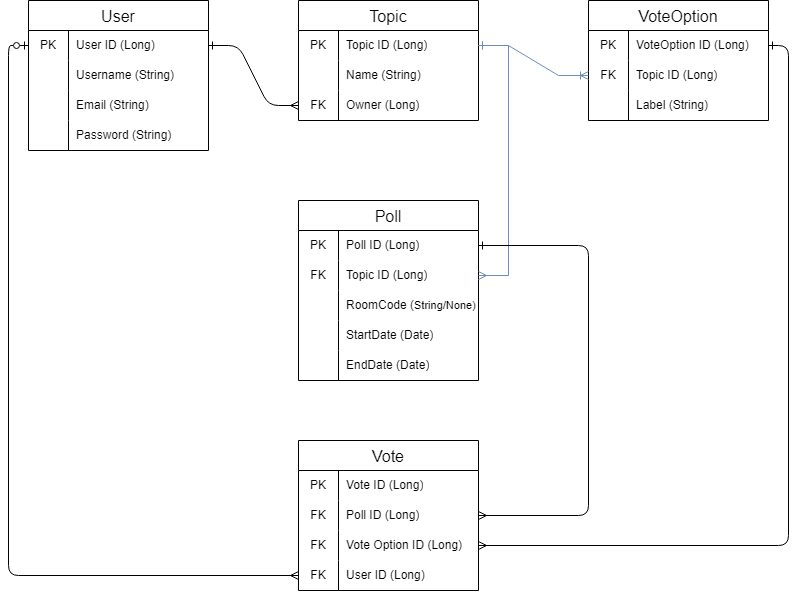 User
PK User ID (Long)
Username (String)
Email (String)
Password (String)
Topic
PK Topic ID (Long)
Name (String)
FK Owner (Long)
VoteOption
PK VoteOption ID (Long)
FK Topic ID (Long)
Label (String)
Poll
PK Poll ID (Long)
FK Topic ID (Long)
RoomCode (String/None)
StartDate (Date)
EndDate (Date)
Vote
PK Vote ID (Long)
FK Poll ID (Long)
FK Vote Option ID (Long)
FK User ID (Long)